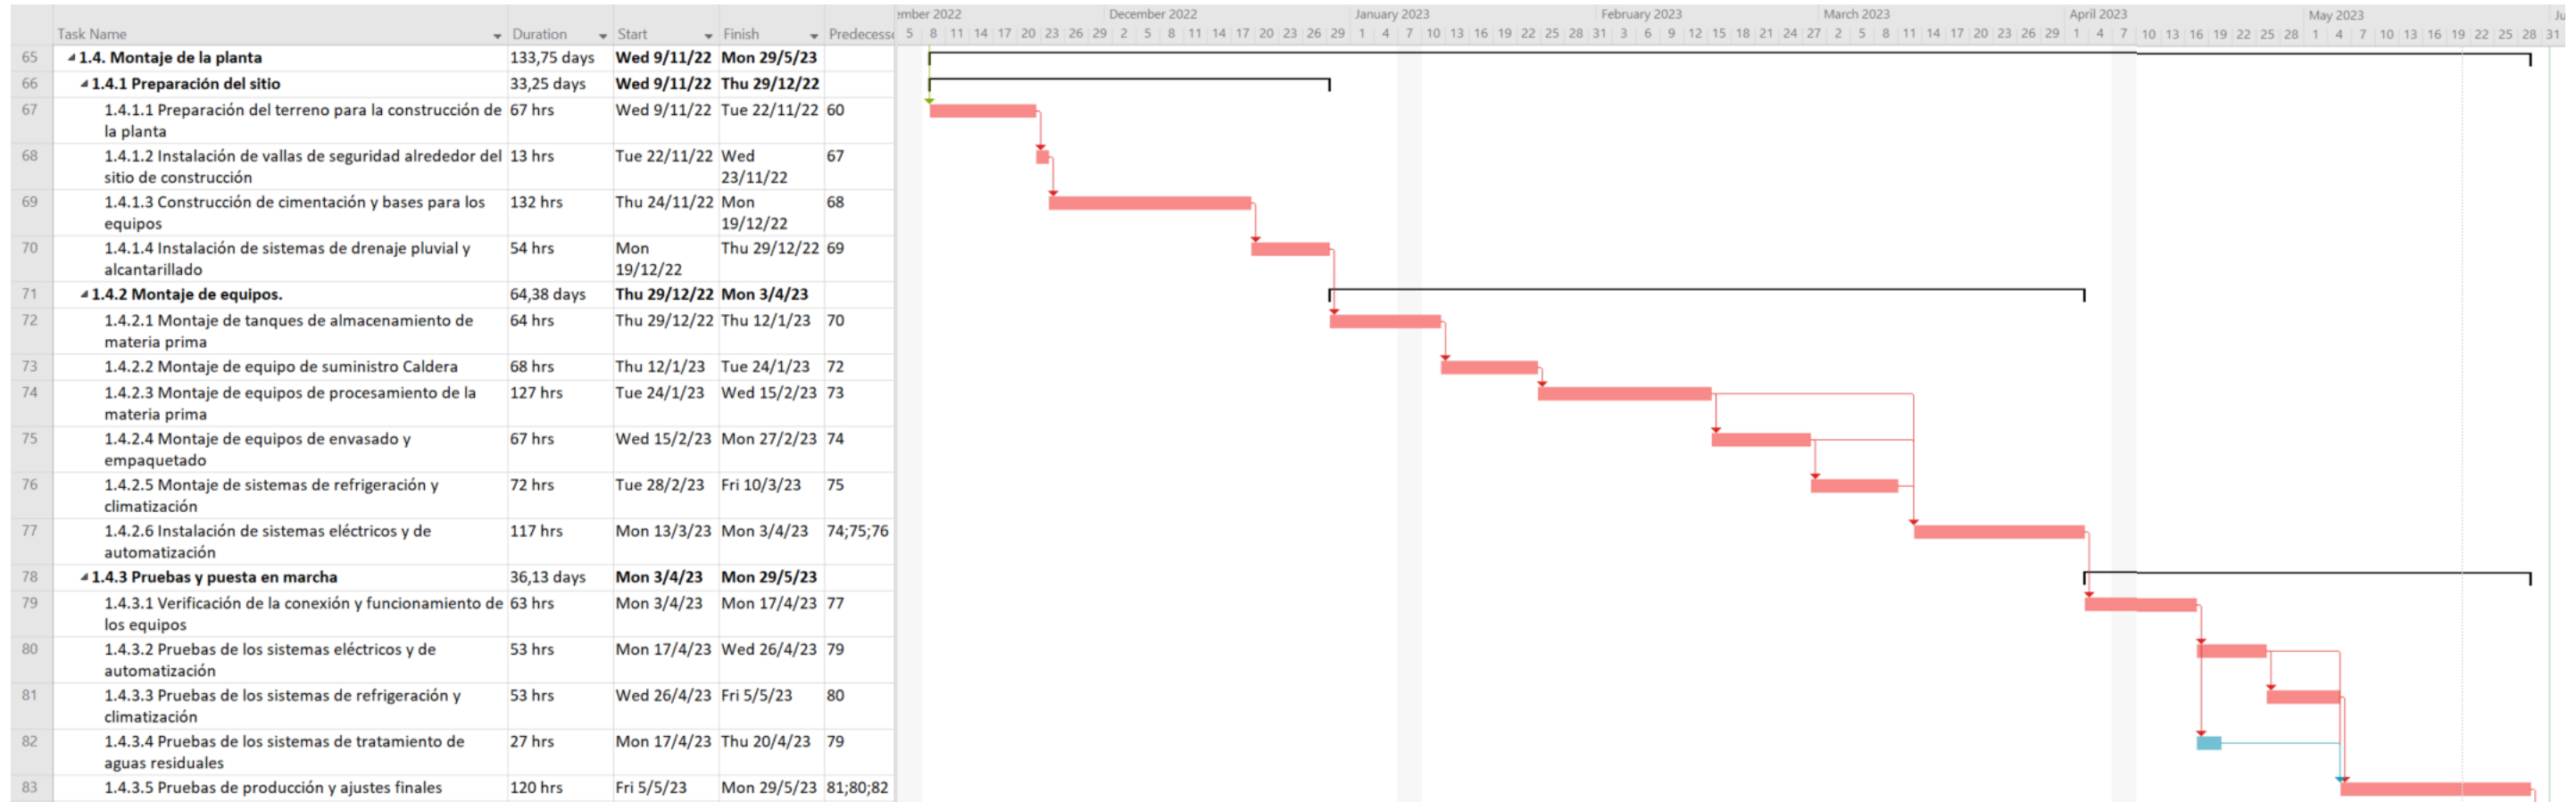 ember 2022 December 2022 January 2023 February 2023 March 2023 April 2023 May 2023 Ju
Task Name Duration Start Finish Predecesso 5 8 11 14 17 20 23 26 29 2 5 8 11 14 17 20 23 26 29 1 4 7 10 13 16 19 22 25 28 31 3 6 9 12 15 18 21 24 27 2 5 8 11 14 17 20 23 26 29 1 4 7 10 13 16 19 22 25 28 1 4 7 10 13 16 19 22 25 28 31
65 1.4. Montaje de la planta 133,75 days Wed 9/11/22 Mon 29/5/23
66 1.4.1 Preparación del sitio 33,25 days Wed 9/11/22 Thu 29/12/22
67 1.4.1.1 Preparación del terreno para la construcción de 67 hrs Wed 9/11/22 Tue 22/11/22 60
la planta
68 1.4.1.2 Instalación de vallas de seguridad alrededor del 13 hrs Tue 22/11/22 Wed 67
sitio de construcción 23/11/22
69 1.4.1.3 Construcción de cimentación y bases para los 132 hrs Thu 24/11/22 Mon 68
equipos 19/12/22
70 1.4.1.4 Instalación de sistemas de drenaje pluvial y 54 hrs Mon Thu 29/12/22 69
alcantarillado 19/12/22
71 1.4.2 Montaje de equipos. 64,38 days Thu 29/12/22 Mon 3/4/23
72 1.4.2.1 Montaje de tanques de almacenamiento de 64 hrs Thu 29/12/22 Thu 12/1/23 70
materia prima
73 1.4.2.2 Montaje de equipo de suministro Caldera 68 hrs Thu 12/1/23 Tue 24/1/23 72
74 1.4.2.3 Montaje de equipos de procesamiento de la 127 hrs Tue 24/1/23 Wed 15/2/23 73
materia prima
75 1.4.2.4 Montaje de equipos de envasado y 67 hrs Wed 15/2/23 Mon 27/2/23 74
empaquetado
76 1.4.2.5 Montaje de sistemas de refrigeración y 72 hrs Tue 28/2/23 Fri 10/3/23 75
climatización
77 1.4.2.6 Instalación de sistemas eléctricos y de 117 hrs Mon 13/3/23 Mon 3/4/23 74;75;76
automatización
78 1.4.3 Pruebas y puesta en marcha 36,13 days Mon 3/4/23 Mon 29/5/23
79 1.4.3.1 Verificación de la conexión y funcionamiento de 63 hrs Mon 3/4/23 Mon 17/4/23 77
los equipos
80 1.4.3.2 Pruebas de los sistemas eléctricos y de 53 hrs Mon 17/4/23 Wed 26/4/23 79
automatización
81 1.4.3.3 Pruebas de los sistemas de refrigeración y 53 hrs Wed 26/4/23 Fri 5/5/23 80
climatización
82 1.4.3.4 Pruebas de los sistemas de tratamiento de 27 hrs Mon 17/4/23 Thu 20/4/23 79
aguas residuales
83 1.4.3.5 Pruebas de producción y ajustes finales 120 hrs Fri 5/5/23 Mon 29/5/23 81;80;82